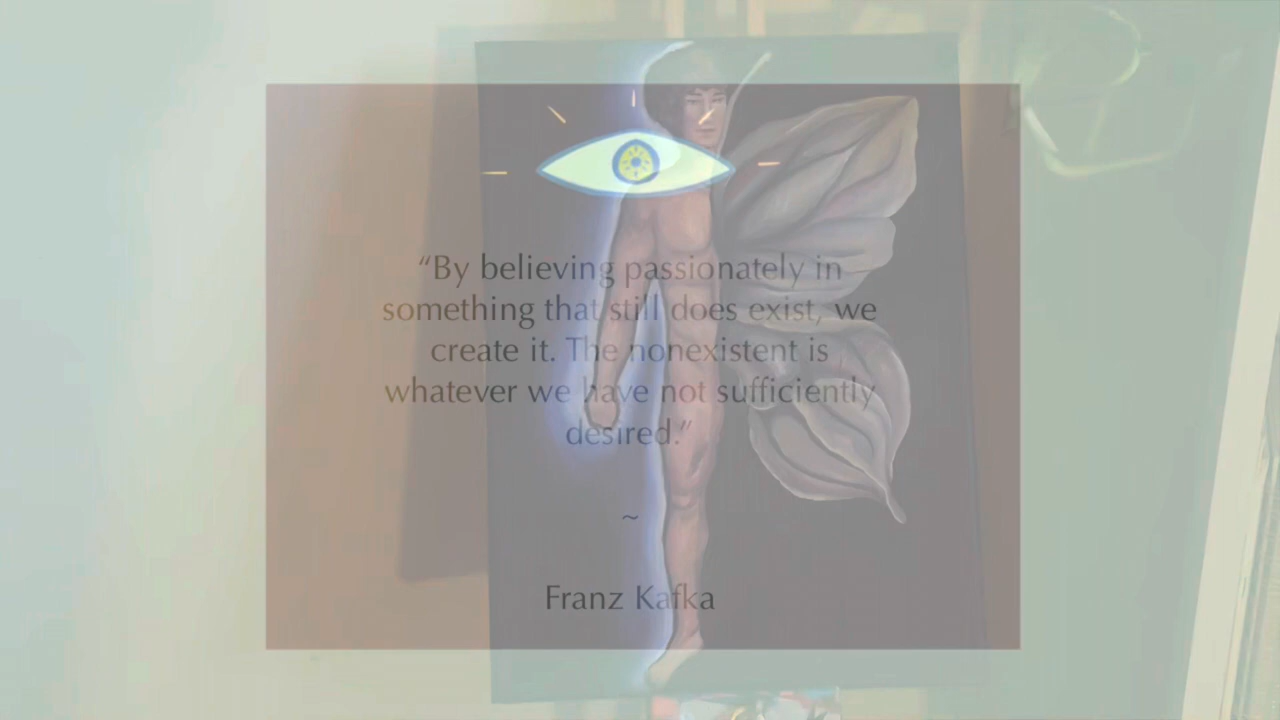 “By believing passionately in
something that still does exist, we
create it. The nonexistent is
whatever we have not sufficiently
desired.”
~
Franz Kafka